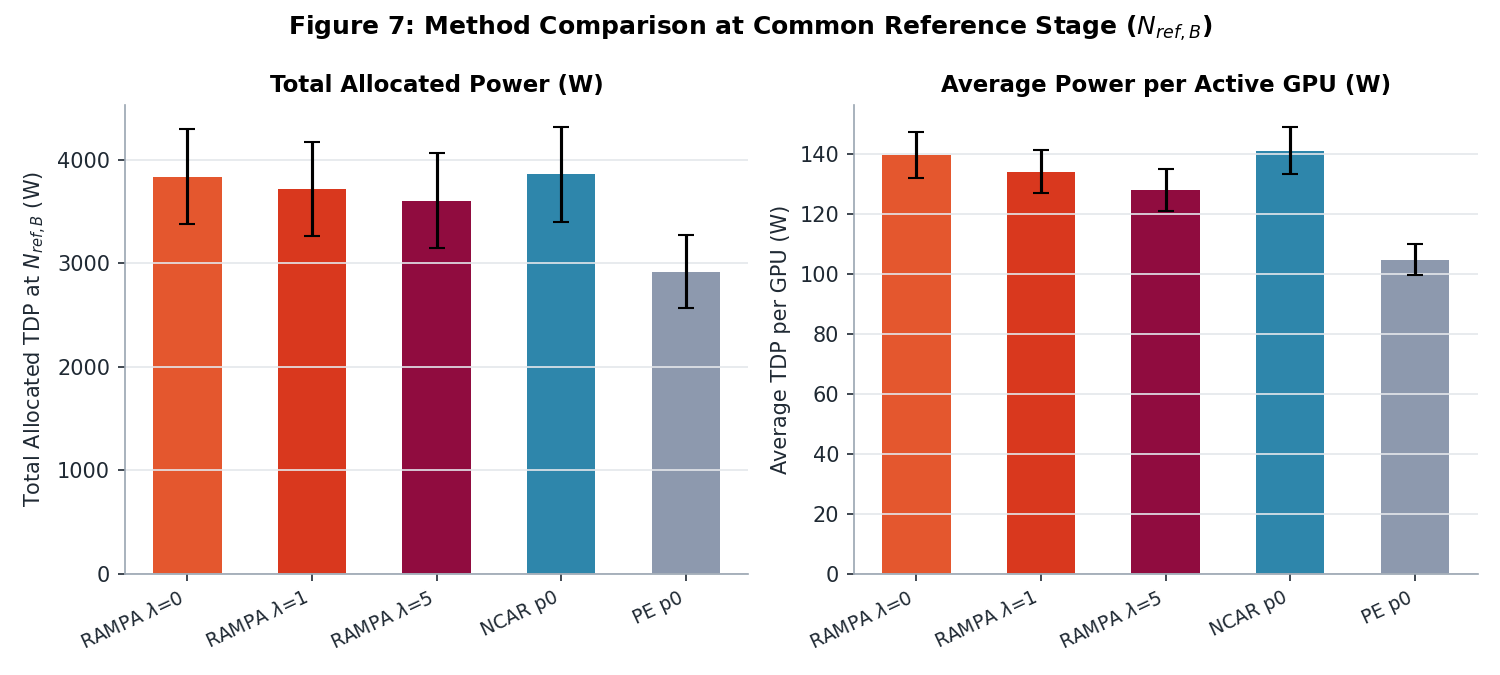 Figure 7: Method Comparison at Common Reference Stage (N_ref,B)
Total Allocated Power (W)
Total Allocated TDP at N_ref,B (W)
4000
3000
2000
1000
0
RAMPA λ=0
RAMPA λ=1
RAMPA λ=5
NCAR p0
PE p0
Average Power per Active GPU (W)
Average TDP per GPU (W)
140
120
100
80
60
40
20
0
RAMPA λ=0
RAMPA λ=1
RAMPA λ=5
NCAR p0
PE p0